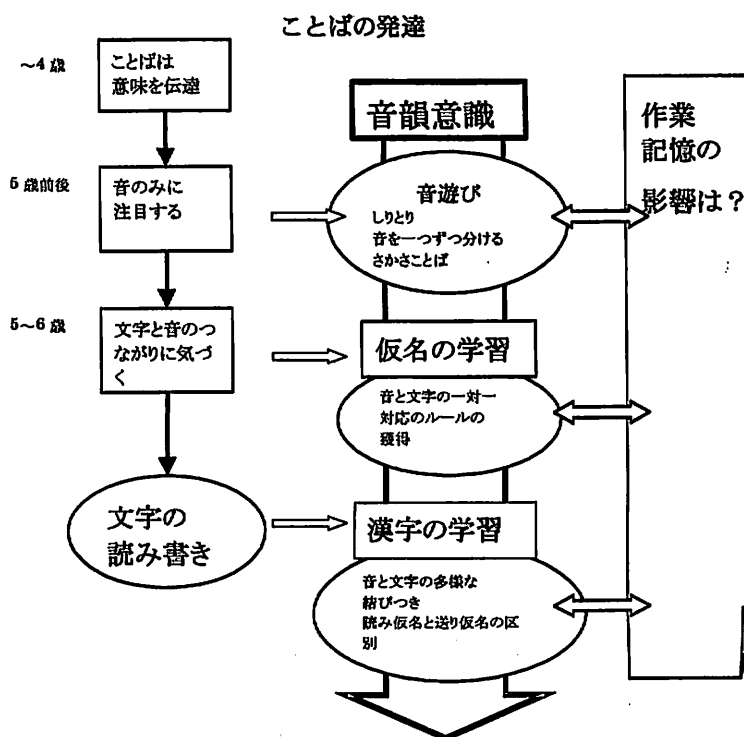 ことばの発達
～4歳
ことばは
意味を伝達
5歳前後
音のみに
注目する
5～6歳
文字と音のつ
ながりに気づ
く
文字の
読み書き
音韻意識
音遊び
しりとり
音を一つずつ分ける
さかさことば
仮名の学習
音と文字の一対一
対応のルールの
獲得
漢字の学習
音と文字の多様な
結びつき
読み仮名と送り仮名の区
別
作業
記憶の
影響は？